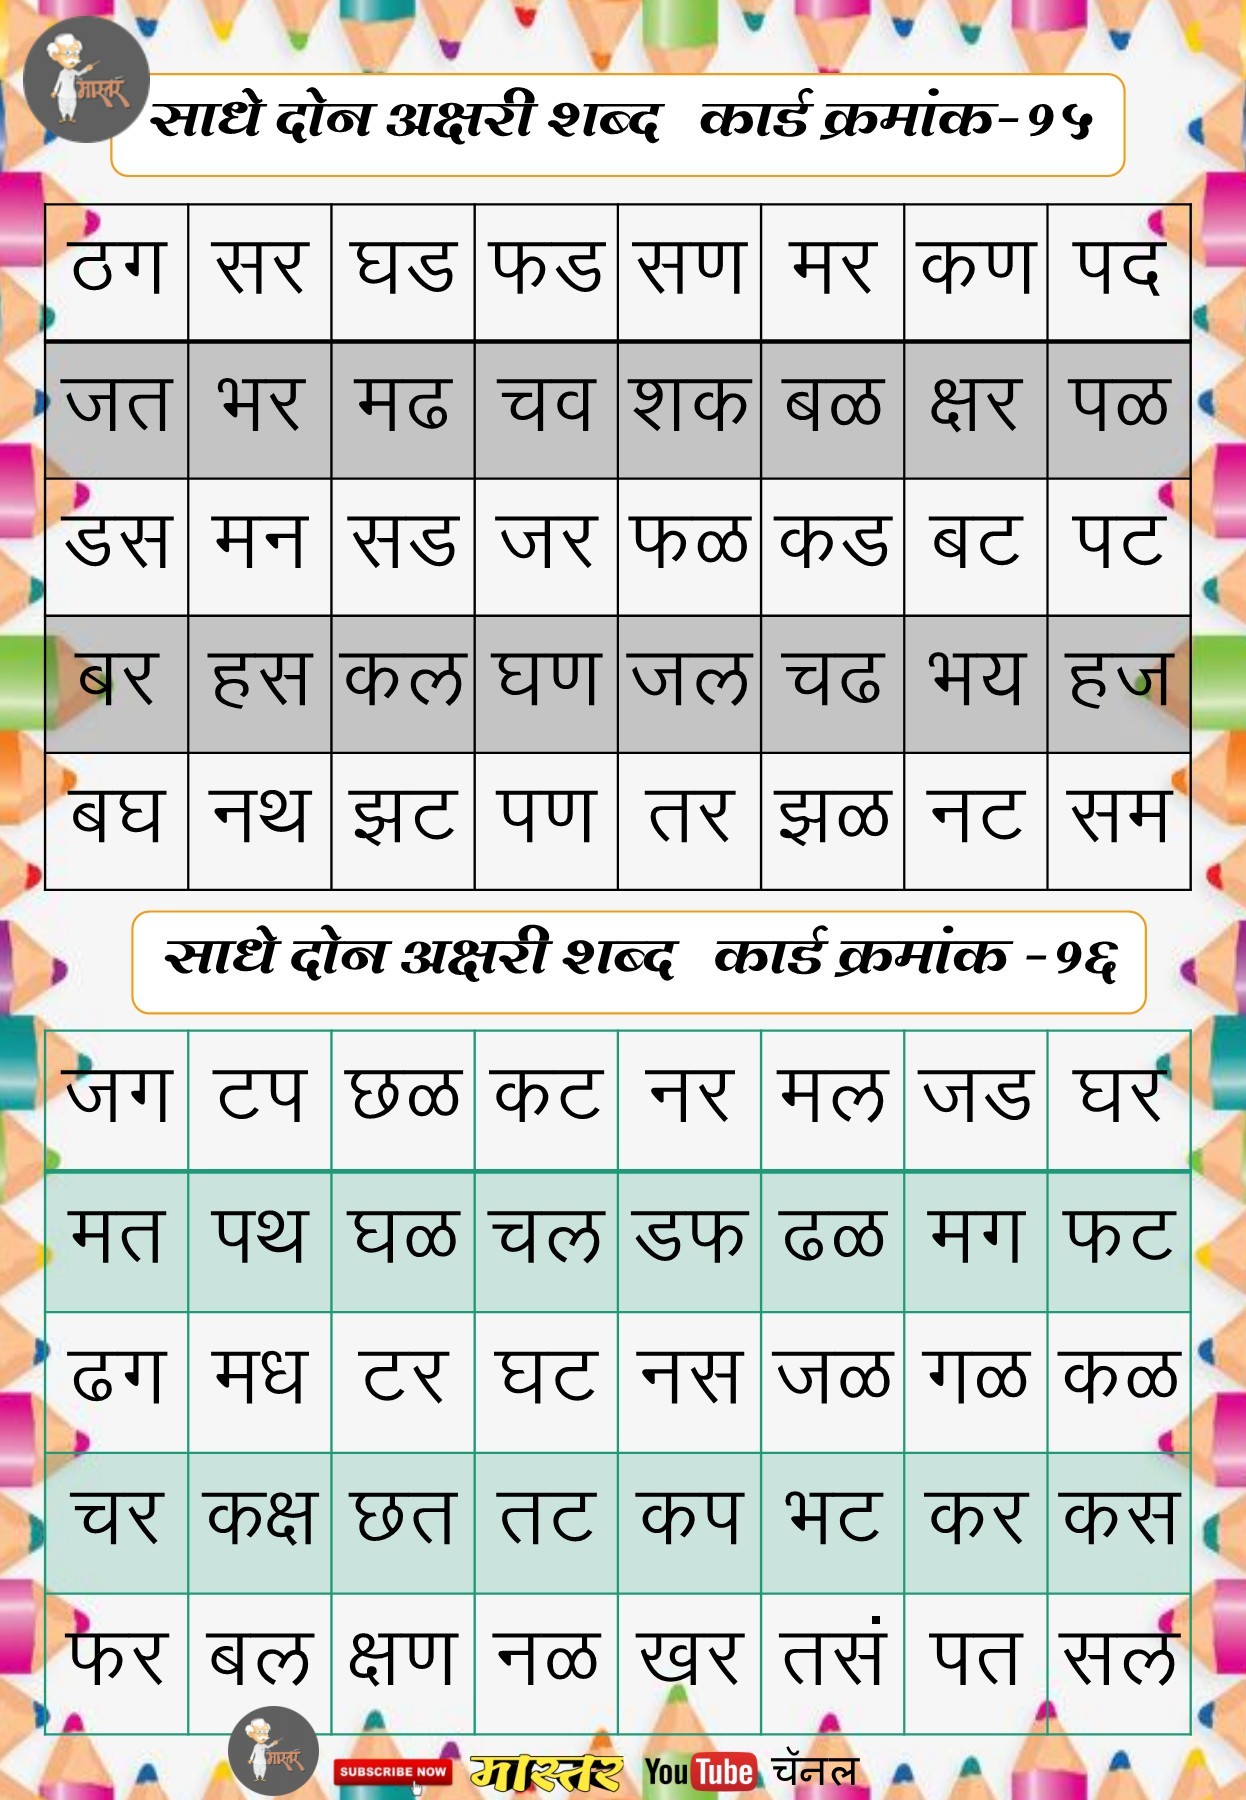 मास्तर
साधे दोन अक्षरी शब्द कार्ड क्रमांक-१५
ठग सर घड फड सण मर कण पद
जत भर मढ चव शक बळ क्षर पळ
डस मन सड जर फळ कड बट पट
बर हस कल घण जल चढ भय हज
बघ नथ झट पण तर झळ नट सम
साधे दोन अक्षरी शब्द कार्ड क्रमांक -१६
जग टप छळ कट नर मल जड घर
मत पथ घळ चल डफ ढळ मग फट
ढग मध टर घट नस जळ गळ कळ
चर कक्ष छत तट कप भट कर कस
फर बल क्षण नळ खर तसं पत सल
मास्तर SUBSCRIBE NOW मास्तर YouTube चॅनल